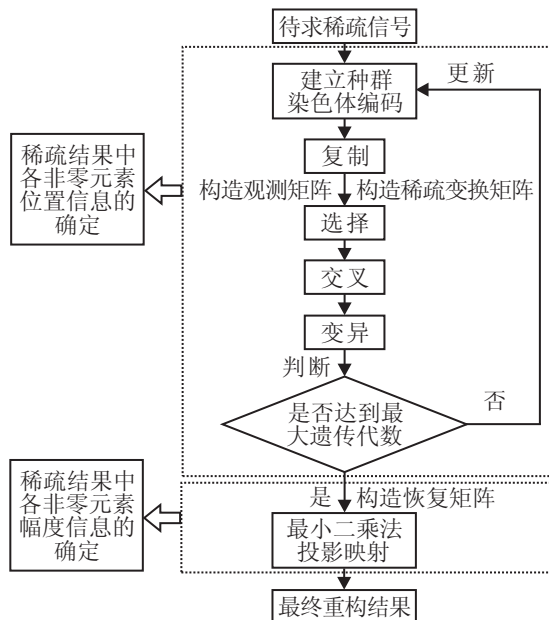 待求稀疏信号
建立种群
染色体编码
更新
复制
构造观测矩阵
构造稀疏变换矩阵
选择
交叉
变异
判断
是否达到最
大遗传代数
否
稀疏结果中
各非零元素
位置信息的
确定
是
构造恢复矩阵
最小二乘法
投影映射
稀疏结果中
各非零元素
幅度信息的
确定
最终重构结果